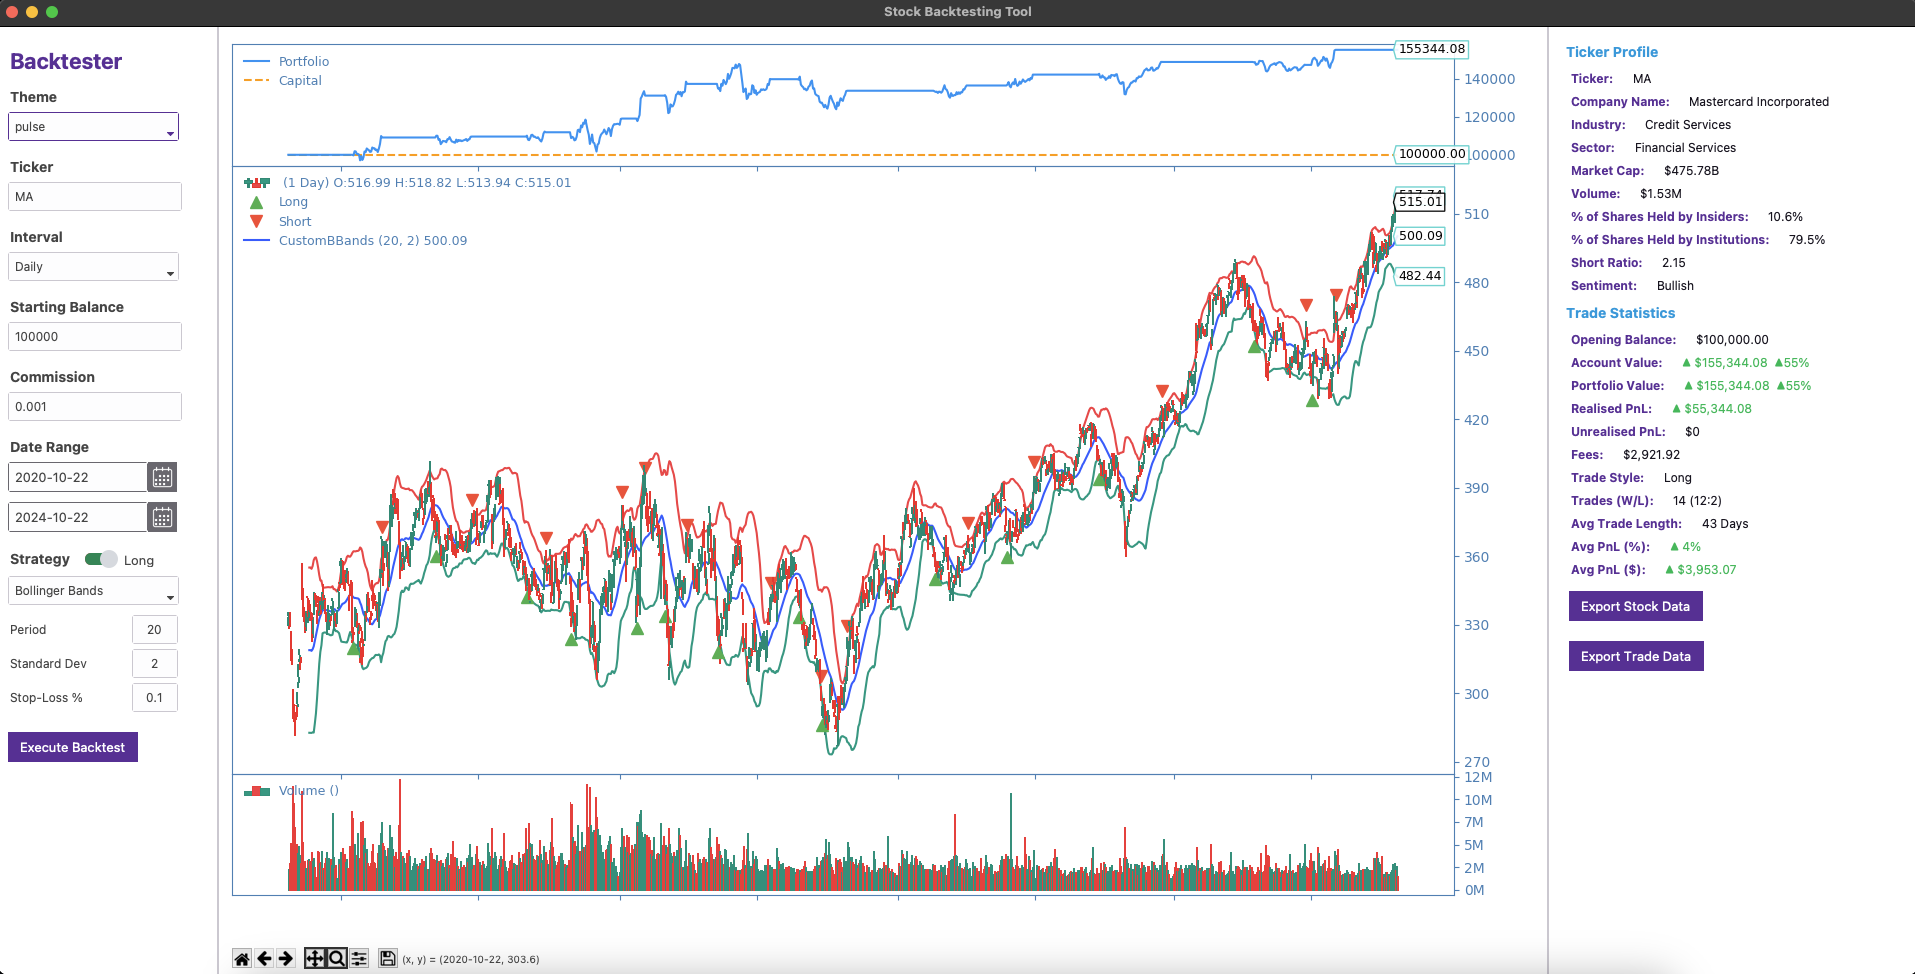 Stock Backtesting Tool
Backtester
Theme
pulse
Ticker
MA
Interval
Daily
Starting Balance
100000
Commission
0.001
Date Range
2020-10-22
2024-10-22
Strategy Long
Bollinger Bands
Period 20
Standard Dev 2
Stop-Loss % 0.1
Execute Backtest
Portfolio
Capital
155344.08
140000
120000
100000.00
(1 Day) O:516.99 H:518.82 L:513.94 C:515.01
Long
Short
CustomBBands (20, 2) 500.09
515.01
510
500.09
482.44
480
450
420
390
360
330
300
270
Volume ()
12M
10M
7M
5M
2M
0M
(x, y) = (2020-10-22, 303.6)
Ticker Profile
Ticker: MA
Company Name: Mastercard Incorporated
Industry: Credit Services
Sector: Financial Services
Market Cap: $475.78B
Volume: $1.53M
% of Shares Held by Insiders: 10.6%
% of Shares Held by Institutions: 79.5%
Short Ratio: 2.15
Sentiment: Bullish
Trade Statistics
Opening Balance: $100,000.00
Account Value: ▲ $155,344.08 ▲55%
Portfolio Value: ▲ $155,344.08 ▲55%
Realised PnL: ▲ $55,344.08
Unrealised PnL: $0
Fees: $2,921.92
Trade Style: Long
Trades (W/L): 14 (12:2)
Avg Trade Length: 43 Days
Avg PnL (%): ▲ 4%
Avg PnL ($): ▲ $3,953.07
Export Stock Data
Export Trade Data